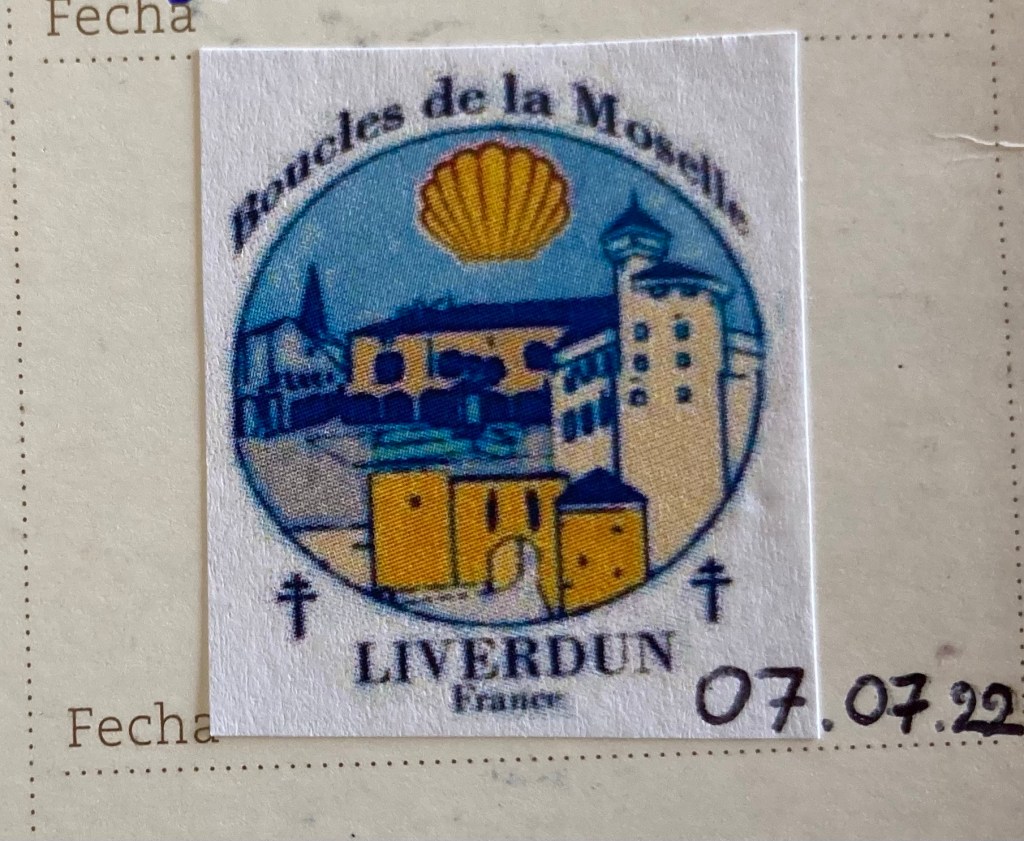 Fecha
Boucles de la Moselle
LIVERDUN
France
Fecha 07.07.22